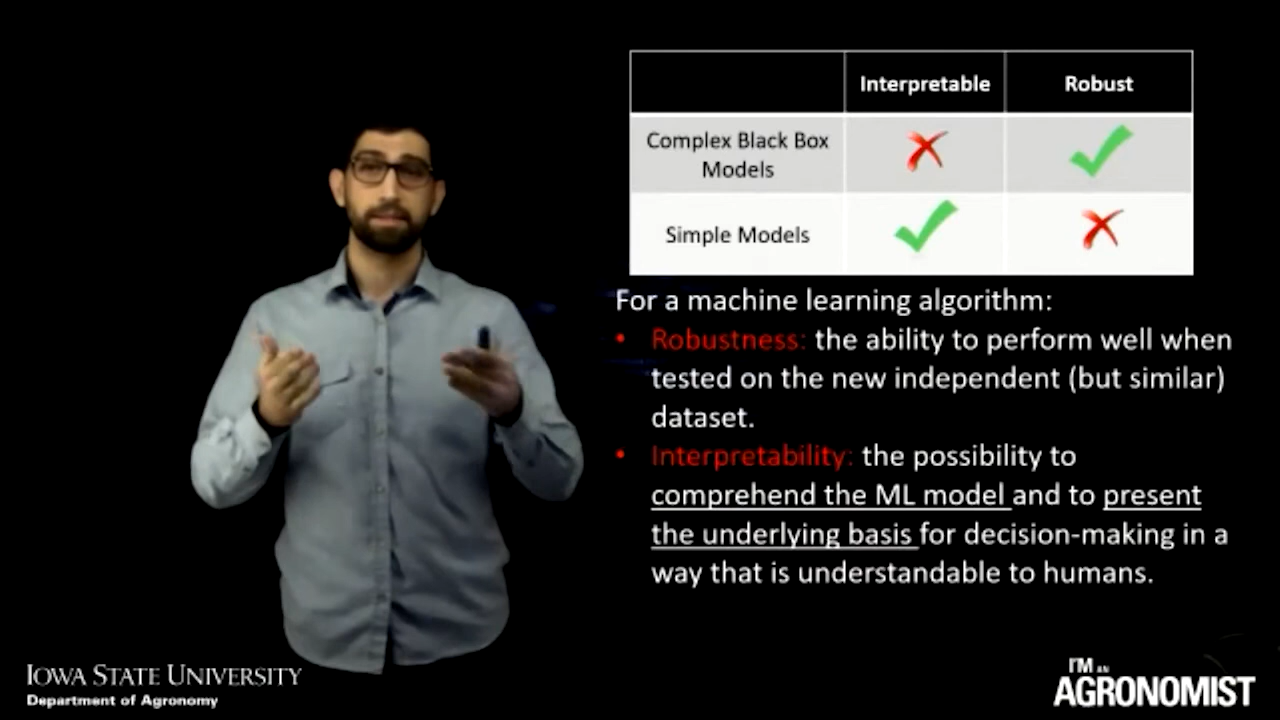 Interpretable Robust
Complex Black Box
Models
Simple Models
For a machine learning algorithm:
• Robustness: the ability to perform well when
tested on the new independent (but similar)
dataset.
• Interpretability: the possibility to
comprehend the ML model and to present
the underlying basis for decision-making in a
way that is understandable to humans.
IOWA STATE UNIVERSITY
Department of Agronomy
I'M AN
AGRONOMIST